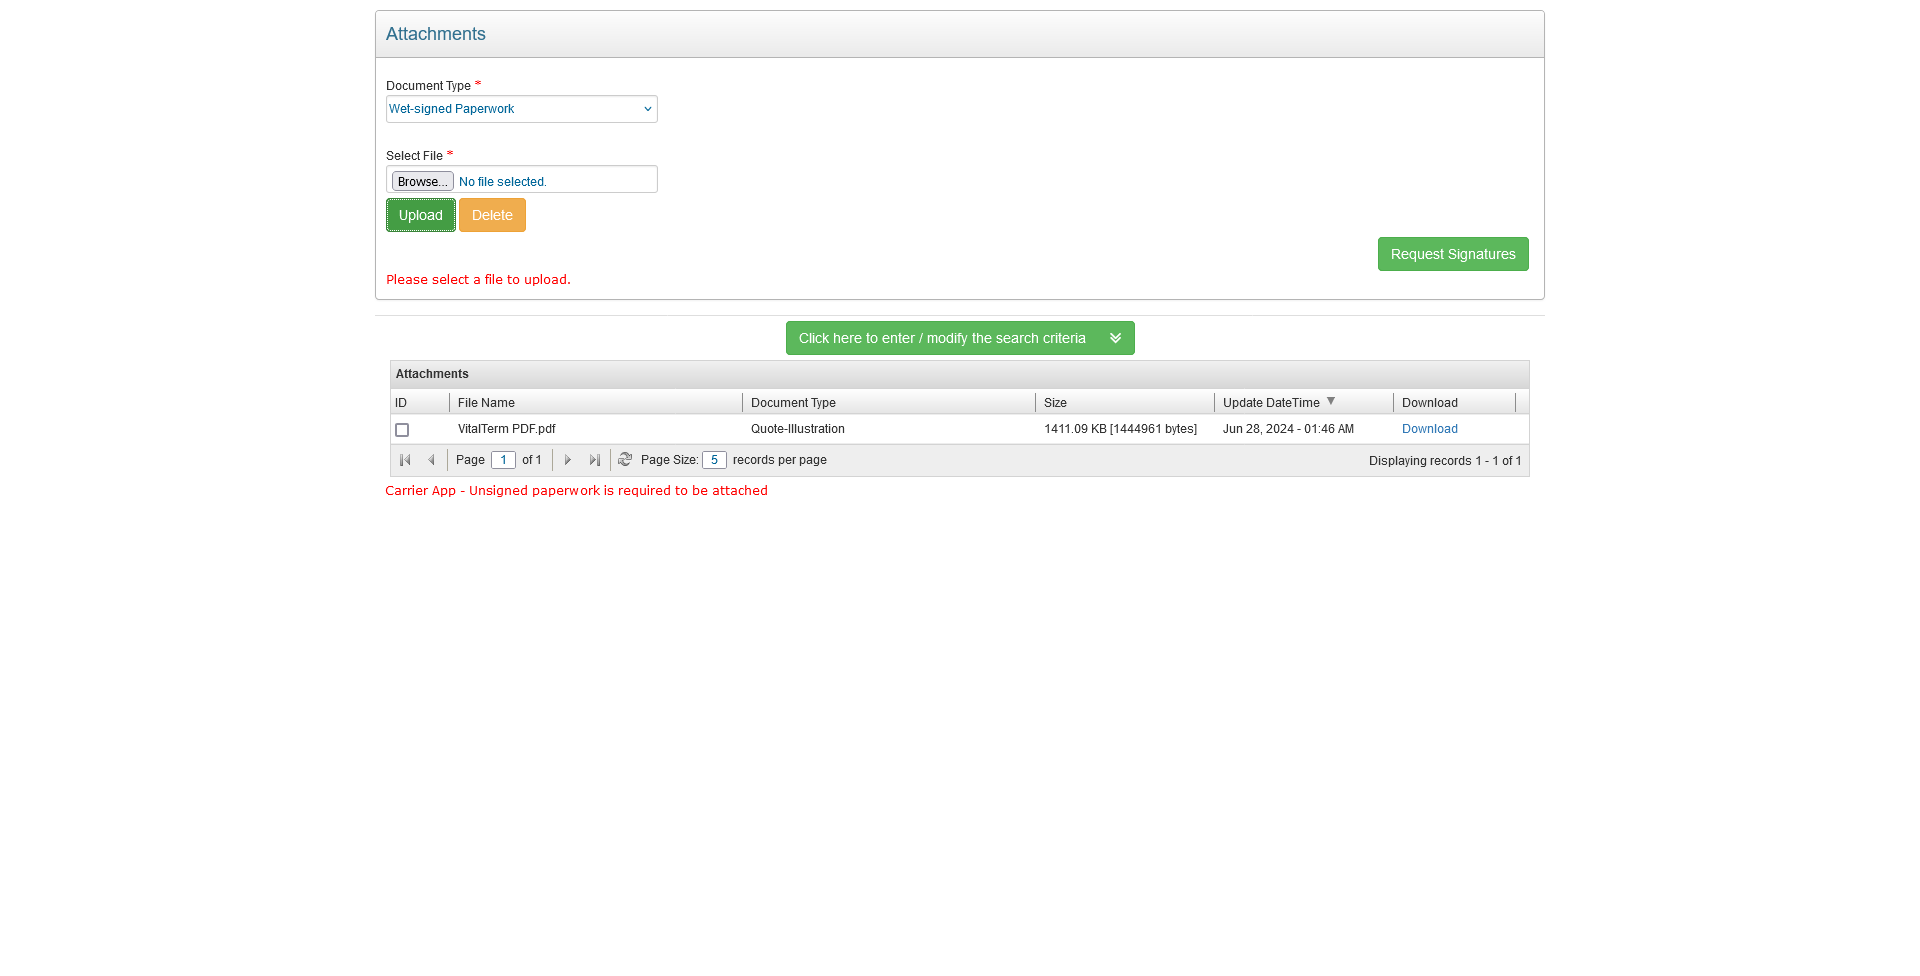 Attachments
Document Type *
Wet-signed Paperwork
Select File *
Browse... No file selected.
Upload Delete
Request Signatures
Please select a file to upload.
Click here to enter / modify the search criteria
Attachments
ID File Name Document Type Size Update DateTime Download
VitalTerm PDF.pdf Quote-Illustration 1411.09 KB [1444961 bytes] Jun 28, 2024 - 01:46 AM Download
Page 1 of 1 Page Size: 5 records per page Displaying records 1 - 1 of 1
Carrier App - Unsigned paperwork is required to be attached